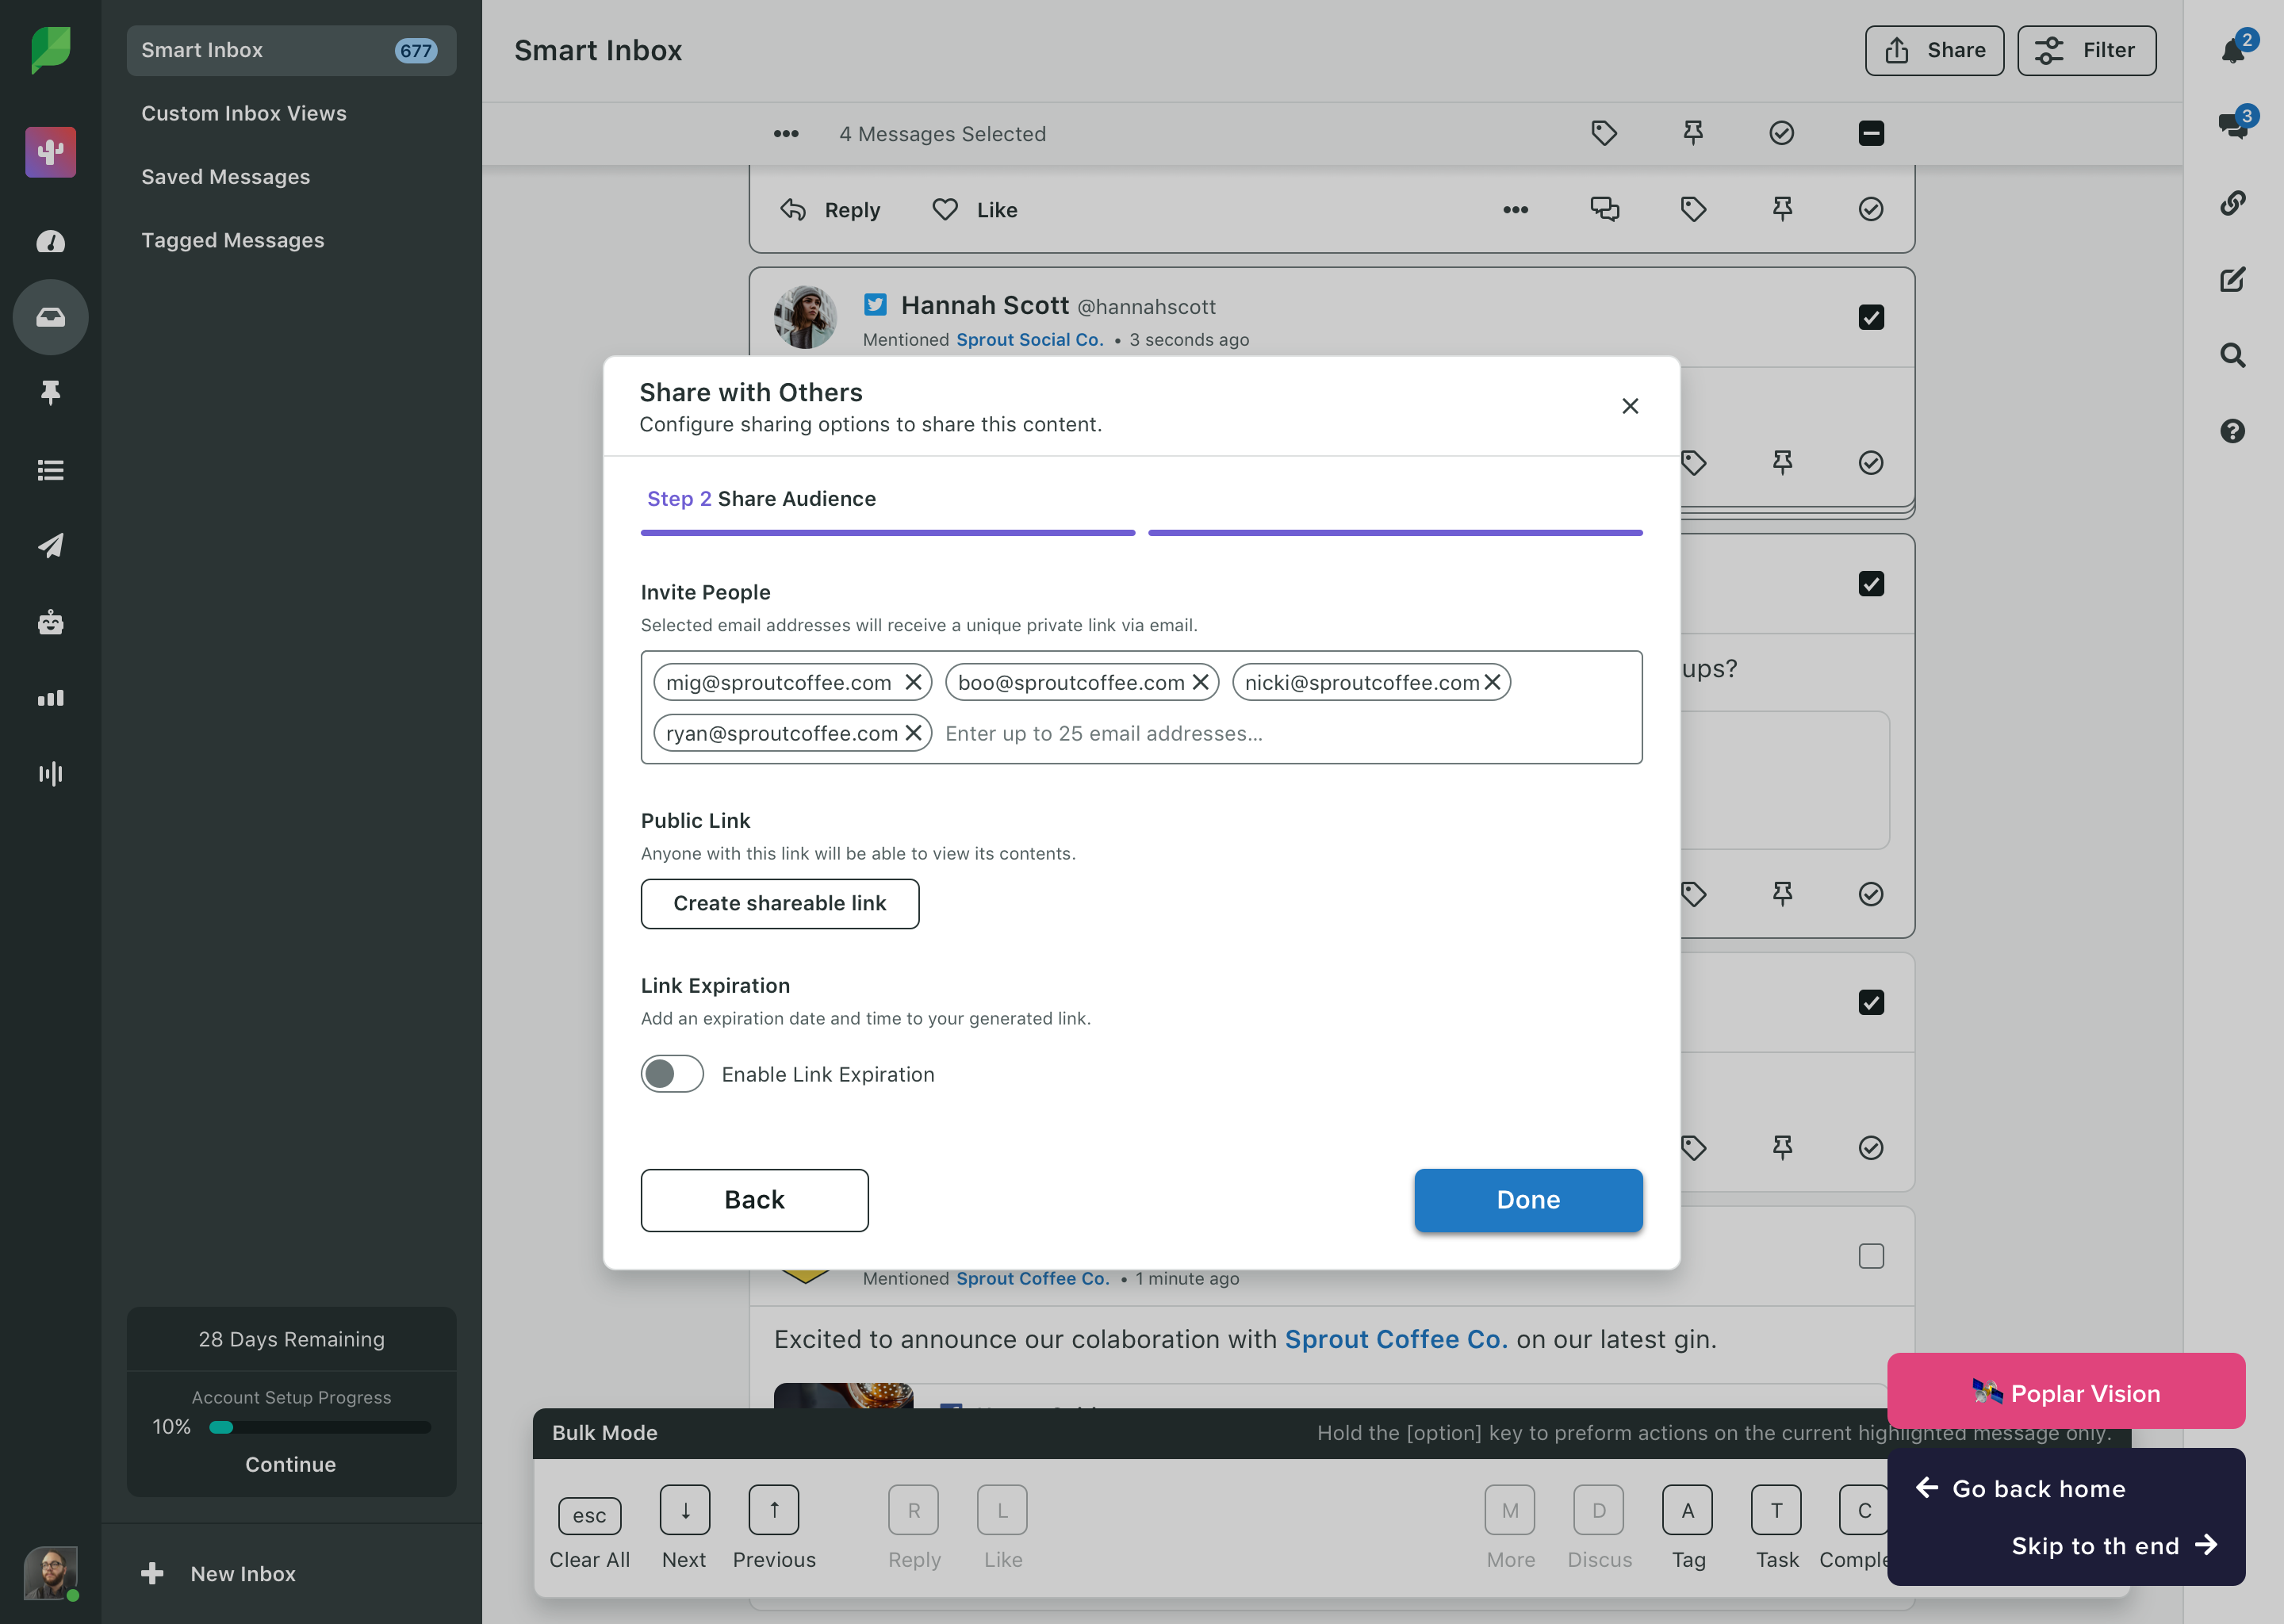 Smart Inbox 677
Custom Inbox Views
Saved Messages
Tagged Messages
28 Days Remaining
Account Setup Progress
10%
Continue
New Inbox
Smart Inbox
Share
Filter
2
3
4 Messages Selected
Reply
Like
Hannah Scott @hannahscott
Mentioned Sprout Social Co. • 3 seconds ago
Share with Others
Configure sharing options to share this content.
Step 2 Share Audience
Invite People
Selected email addresses will receive a unique private link via email.
mig@sproutcoffee.com
boo@sproutcoffee.com
nicki@sproutcoffee.com
ryan@sproutcoffee.com
Enter up to 25 email addresses...
ups?
Public Link
Anyone with this link will be able to view its contents.
Create shareable link
Link Expiration
Add an expiration date and time to your generated link.
Enable Link Expiration
Back
Done
Mentioned Sprout Coffee Co. • 1 minute ago
Excited to announce our colaboration with Sprout Coffee Co. on our latest gin.
Poplar Vision
Bulk Mode
Hold the [option] key to preform actions on the current highlighted message only.
esc
Clear All
↓
Next
↑
Previous
R
Reply
L
Like
M
More
D
Discus
A
Tag
T
Task
C
Comple
← Go back home
Skip to th end →